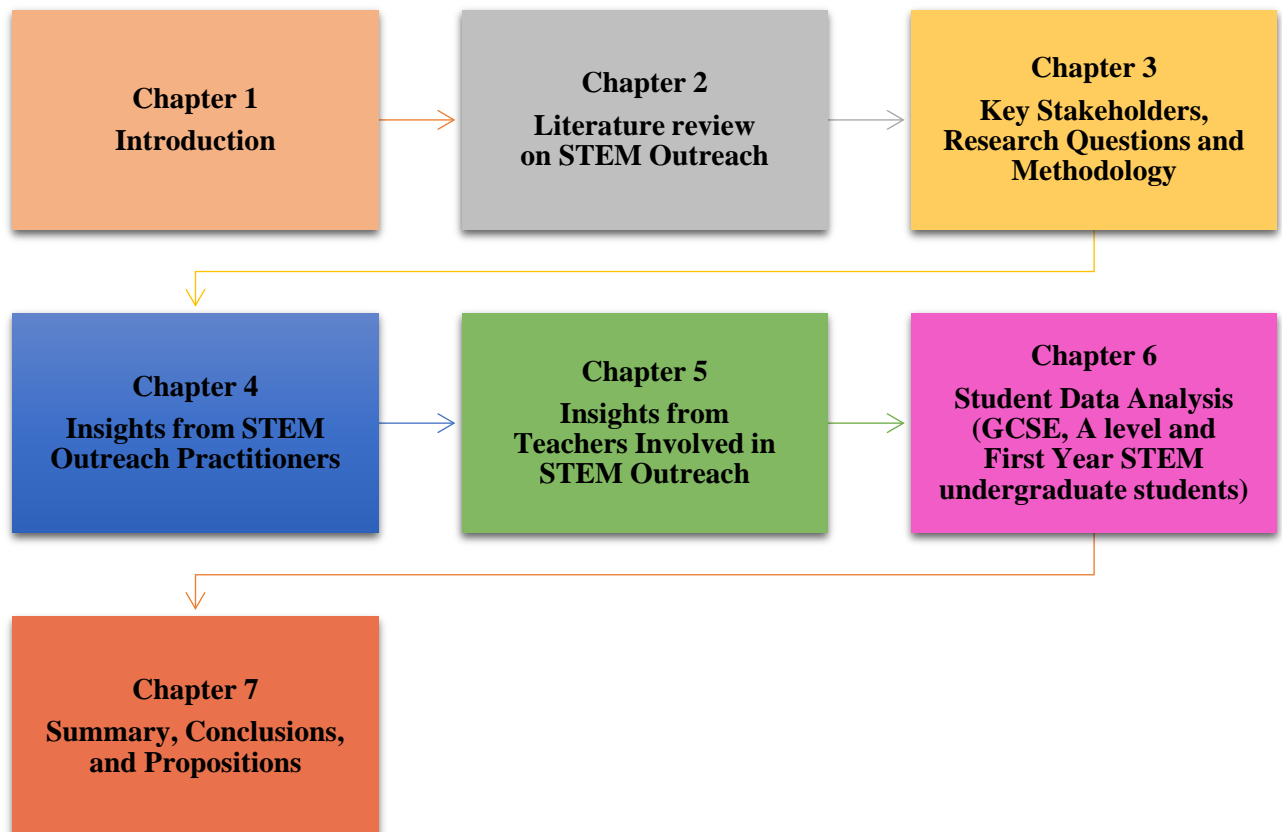 Chapter 1
Introduction
Chapter 2
Literature review
on STEM Outreach
Chapter 3
Key Stakeholders,
Research Questions and
Methodology
Chapter 4
Insights from STEM
Outreach Practitioners
Chapter 5
Insights from
Teachers Involved in
STEM Outreach
Chapter 6
Student Data Analysis
(GCSE, A level and
First Year STEM
undergraduate students)
Chapter 7
Summary, Conclusions,
and Propositions